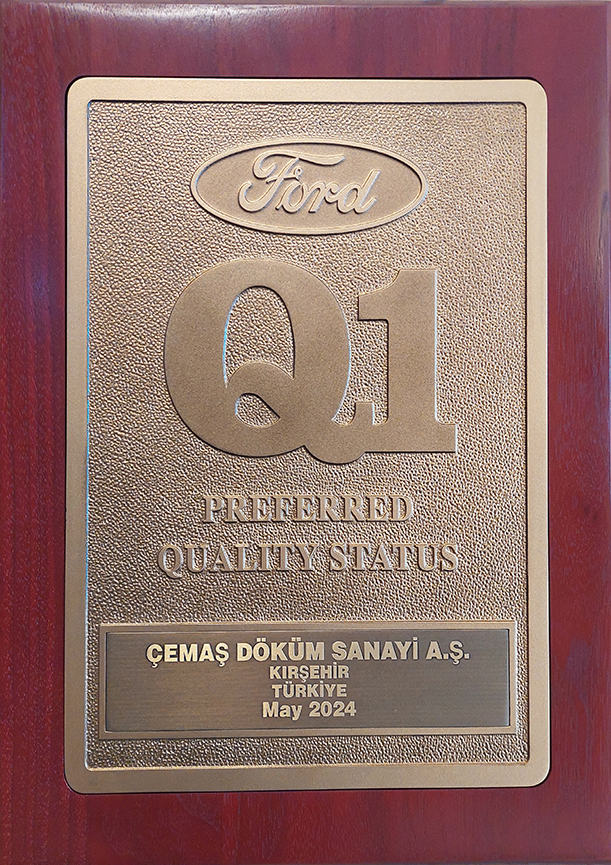 Ford
Q1
PREFERRED
QUALITY STATUS
ÇEMAŞ DÖKÜM SANAYİ A.Ş.
KIRŞEHİR
TÜRKİYE
May 2024